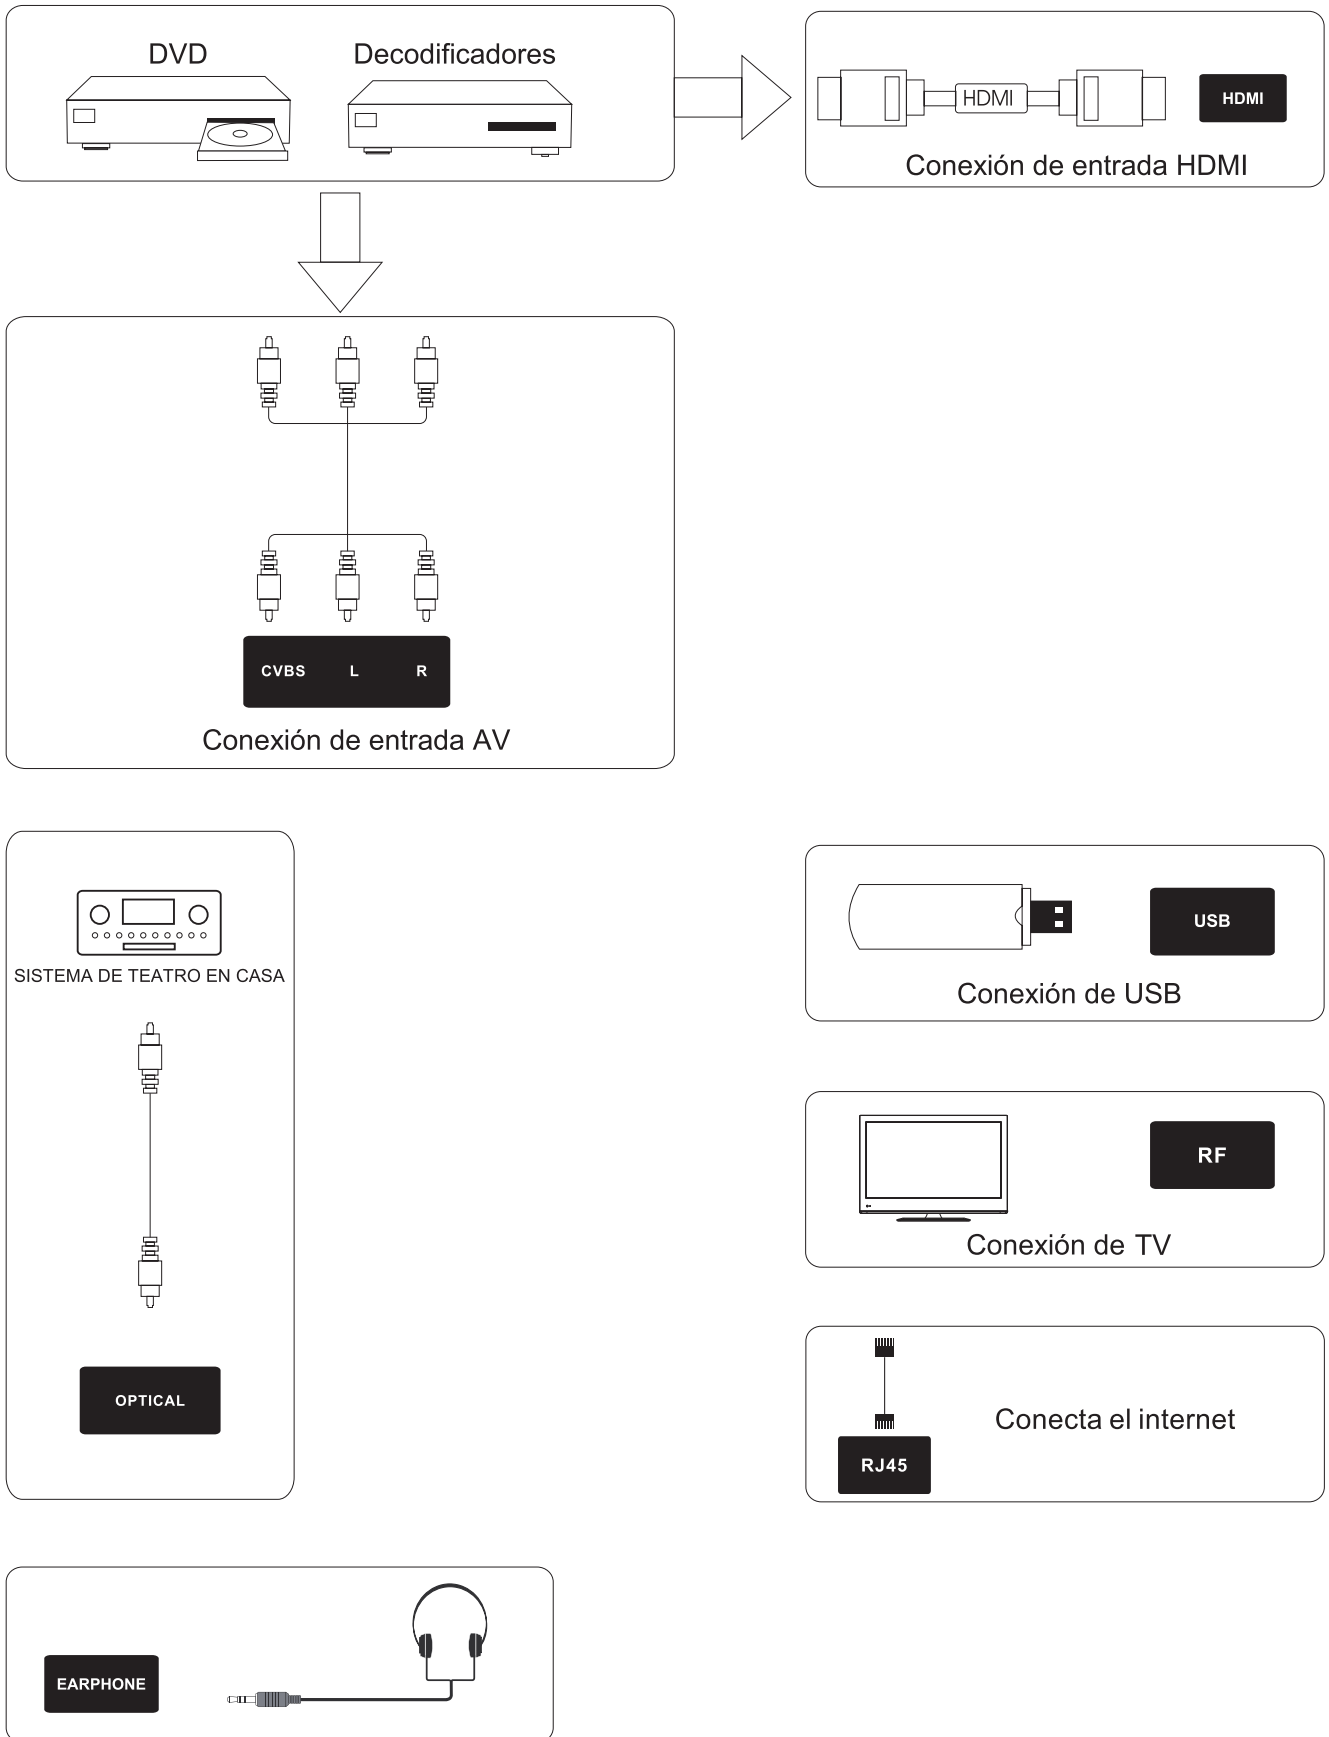 DVD
Decodificadores
HDMI
HDMI
Conexión de entrada HDMI
CVBS L R
Conexión de entrada AV
SISTEMA DE TEATRO EN CASA
OPTICAL
USB
Conexión de USB
RF
Conexión de TV
Conecta el internet
RJ45
EARPHONE